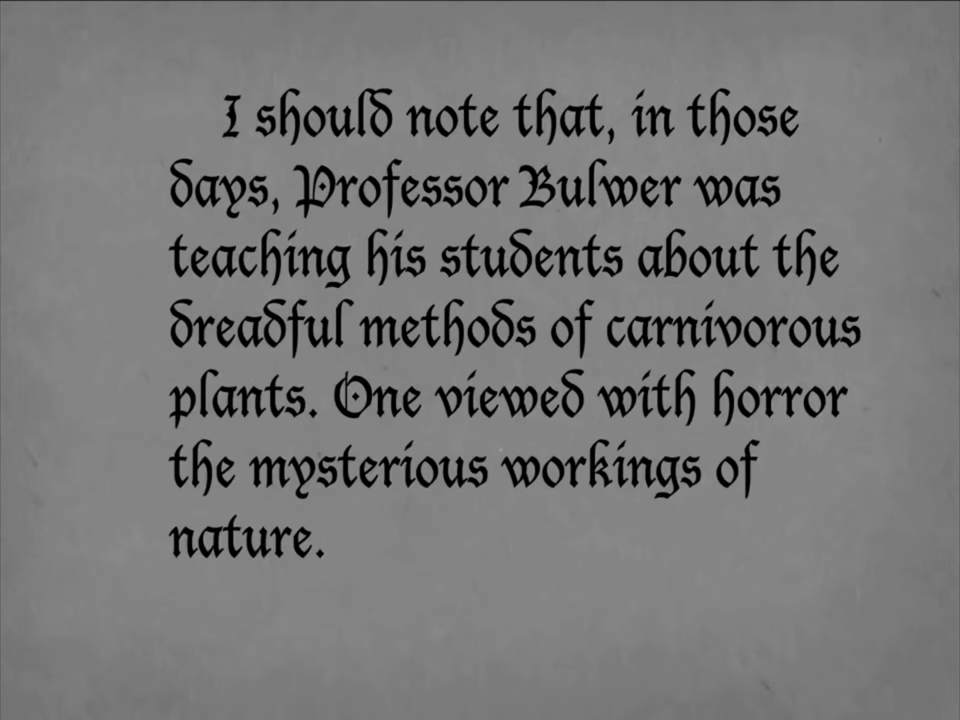 I should note that, in those
days, Professor Bulwer was
teaching his students about the
dreadful methods of carnivorous
plants. One viewed with horror
the mysterious workings of
nature.